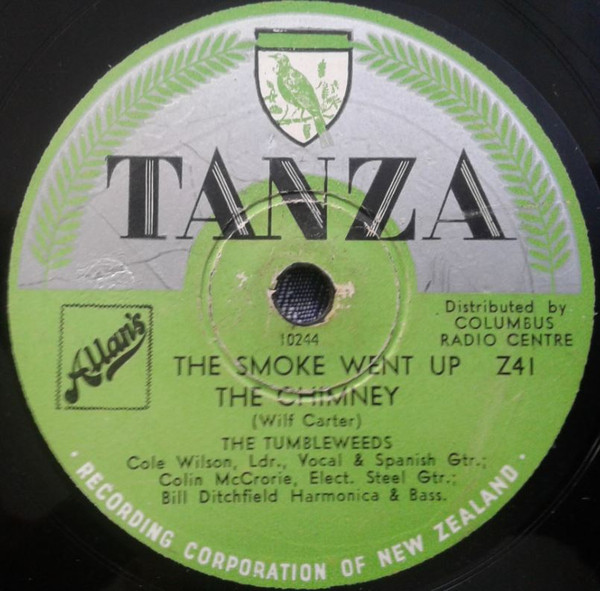 TANZA
Allan's
Distributed by
COLUMBUS
RADIO CENTRE
10244
THE SMOKE WENT UP Z41
THE CHIMNEY
(Wilf Carter)
THE TUMBLEWEEDS
Cole Wilson, Ldr., Vocal & Spanish Gtr.;
Colin McCrorie, Elect. Steel Gtr.;
Bill Ditchfield Harmonica & Bass.
· RECORDING CORPORATION OF NEW ZEALAND ·